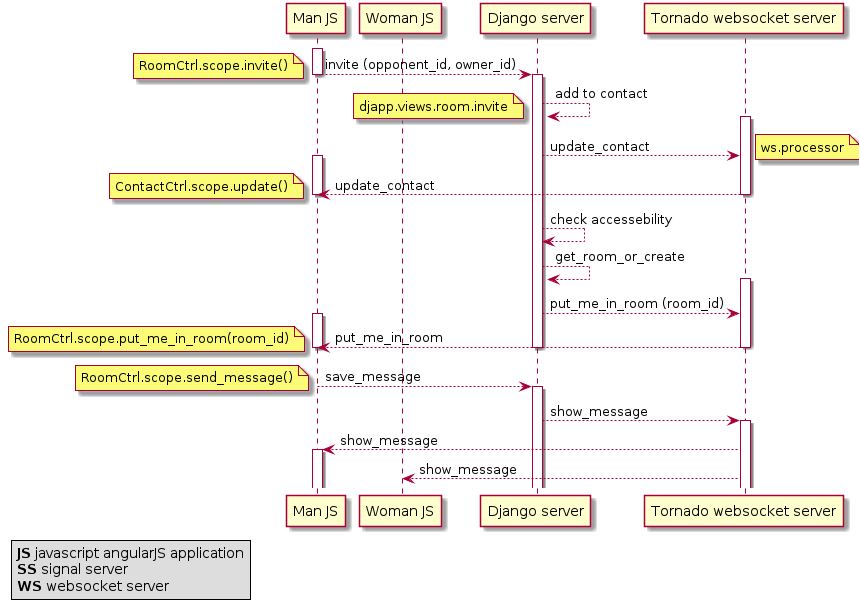 Man JS
Woman JS
Django server
Tornado websocket server
RoomCtrl.scope.invite()
invite (opponent_id, owner_id)
add to contact
djapp.views.room.invite
update_contact
ws.processor
ContactCtrl.scope.update()
update_contact
check accessebility
get_room_or_create
put_me_in_room (room_id)
RoomCtrl.scope.put_me_in_room(room_id)
put_me_in_room
RoomCtrl.scope.send_message()
save_message
show_message
show_message
show_message
Man JS
Woman JS
Django server
Tornado websocket server
JS javascript angularJS application
SS signal server
WS websocket server